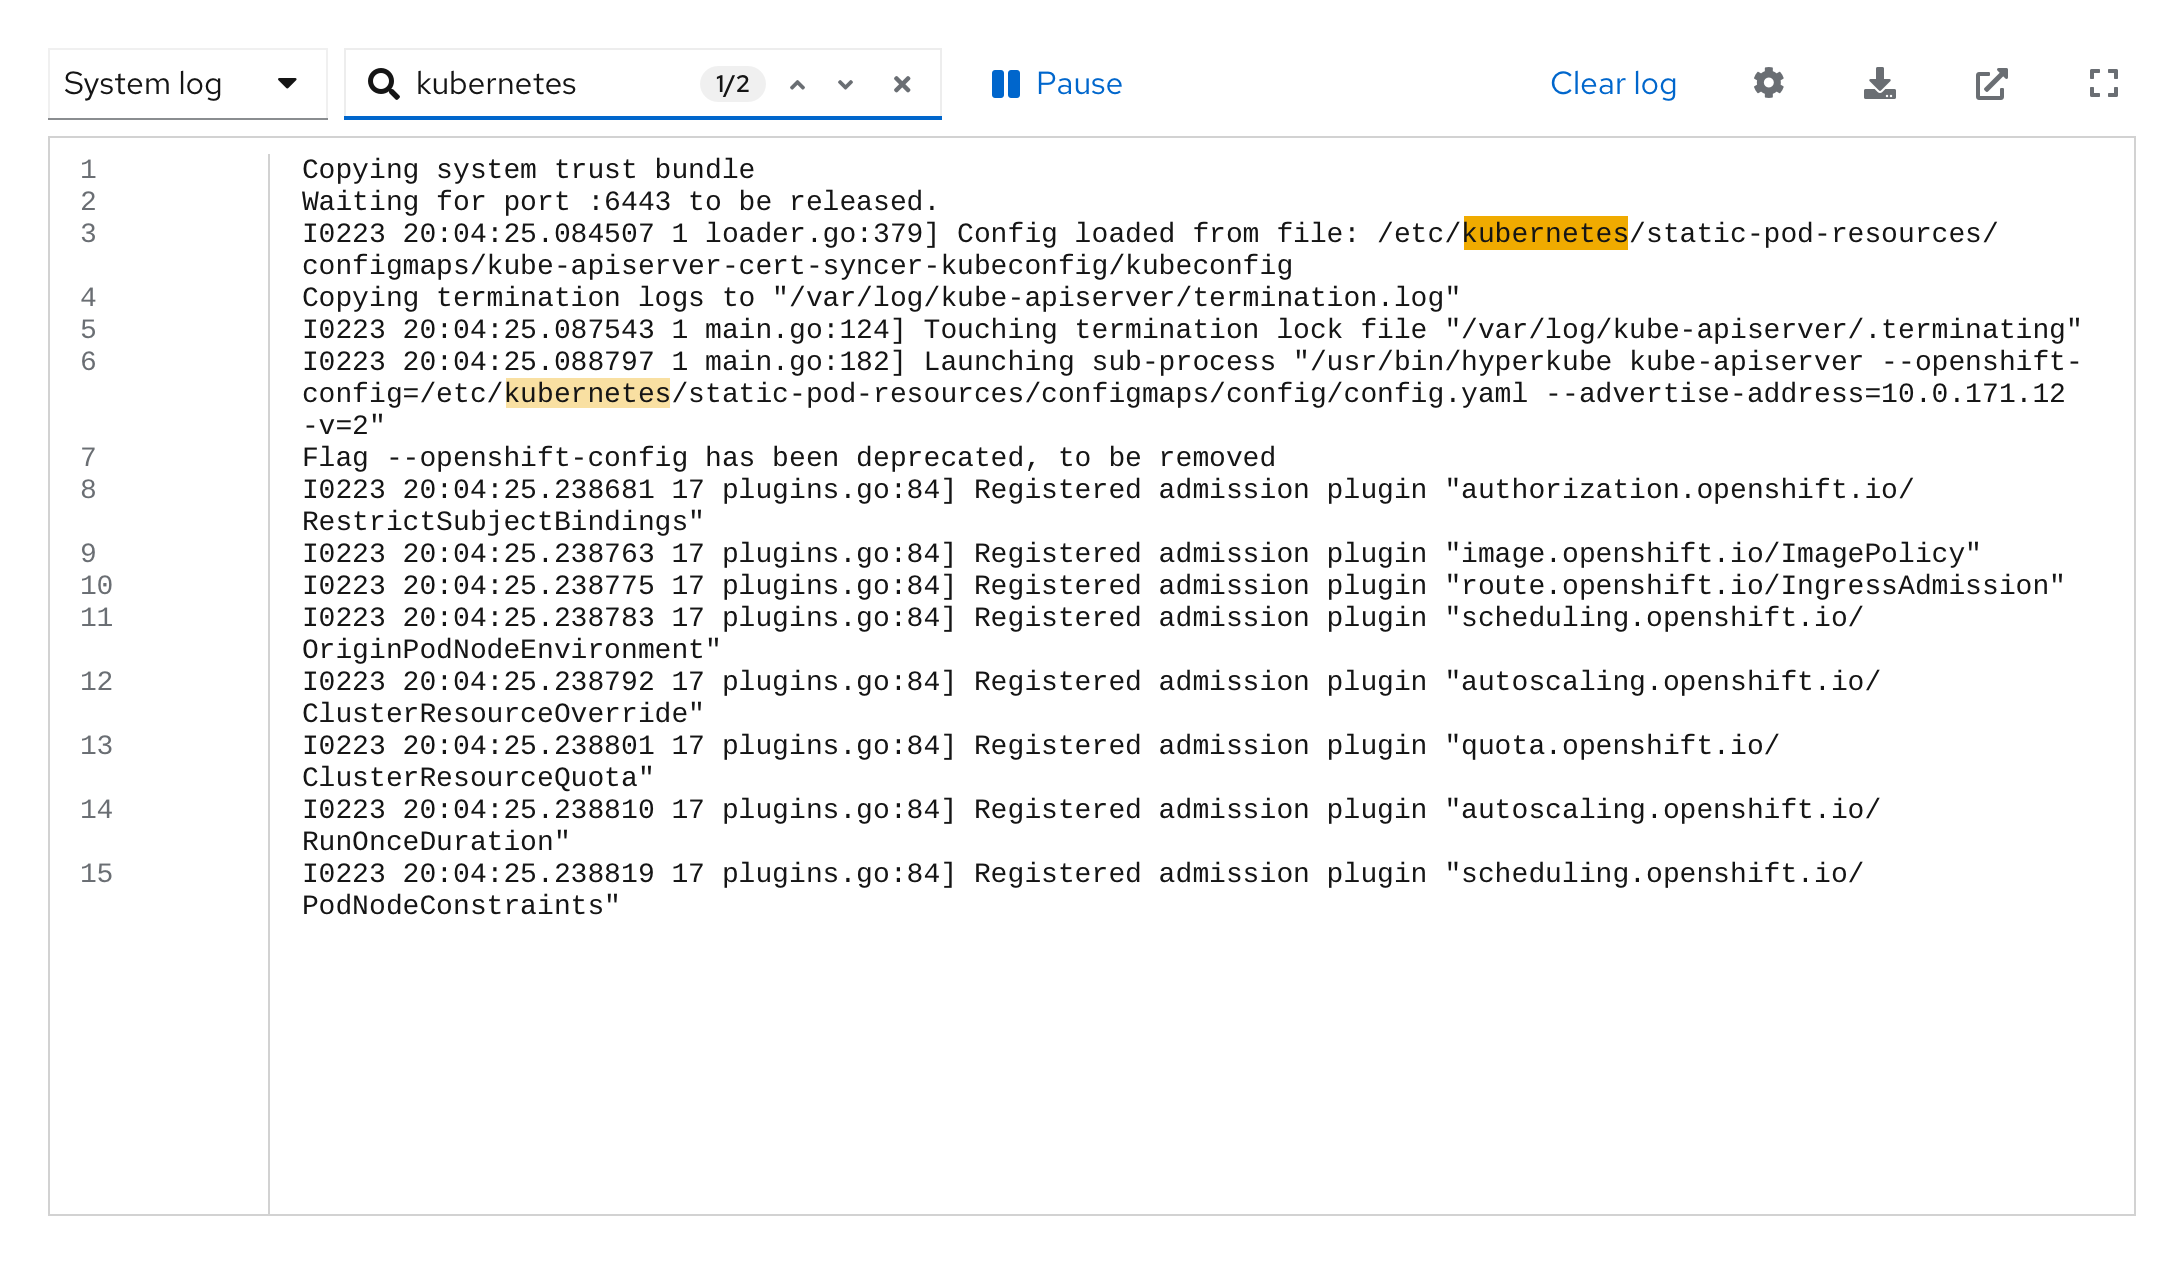 System log kubernetes 1/2 Pause Clear log
1 Copying system trust bundle
2 Waiting for port :6443 to be released.
3 I0223 20:04:25.084507 1 loader.go:379] Config loaded from file: /etc/kubernetes/static-pod-resources/
configmaps/kube-apiserver-cert-syncer-kubeconfig/kubeconfig
4 Copying termination logs to "/var/log/kube-apiserver/termination.log"
5 I0223 20:04:25.087543 1 main.go:124] Touching termination lock file "/var/log/kube-apiserver/.terminating"
6 I0223 20:04:25.088797 1 main.go:182] Launching sub-process "/usr/bin/hyperkube kube-apiserver --openshift-
config=/etc/kubernetes/static-pod-resources/configmaps/config/config.yaml --advertise-address=10.0.171.12
-v=2"
7 Flag --openshift-config has been deprecated, to be removed
8 I0223 20:04:25.238681 17 plugins.go:84] Registered admission plugin "authorization.openshift.io/
RestrictSubjectBindings"
9 I0223 20:04:25.238763 17 plugins.go:84] Registered admission plugin "image.openshift.io/ImagePolicy"
10 I0223 20:04:25.238775 17 plugins.go:84] Registered admission plugin "route.openshift.io/IngressAdmission"
11 I0223 20:04:25.238783 17 plugins.go:84] Registered admission plugin "scheduling.openshift.io/
OriginPodNodeEnvironment"
12 I0223 20:04:25.238792 17 plugins.go:84] Registered admission plugin "autoscaling.openshift.io/
ClusterResourceOverride"
13 I0223 20:04:25.238801 17 plugins.go:84] Registered admission plugin "quota.openshift.io/
ClusterResourceQuota"
14 I0223 20:04:25.238810 17 plugins.go:84] Registered admission plugin "autoscaling.openshift.io/
RunOnceDuration"
15 I0223 20:04:25.238819 17 plugins.go:84] Registered admission plugin "scheduling.openshift.io/
PodNodeConstraints"